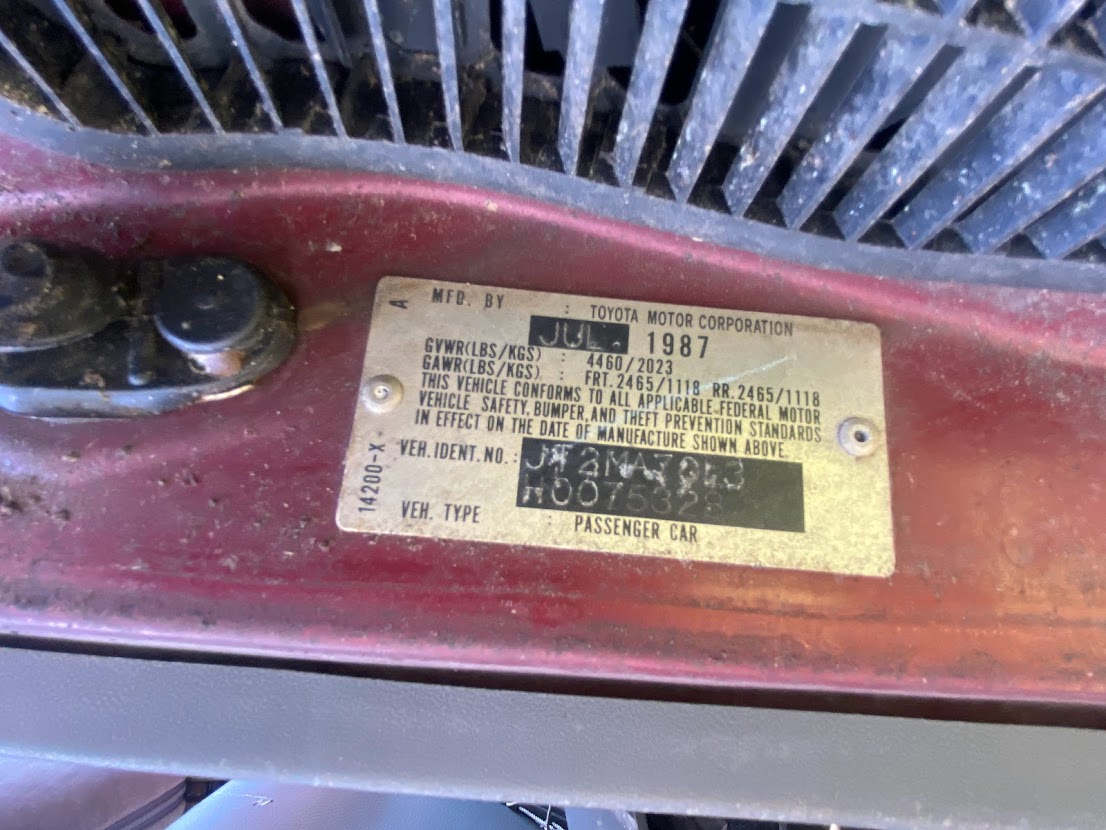 A
MFD. BY : TOYOTA MOTOR CORPORATION
JUL. 1987
GVWR(LBS/KGS) : 4460/2023
GAWR(LBS/KGS) : FRT.2465/1118 RR.2465/1118
THIS VEHICLE CONFORMS TO ALL APPLICABLE FEDERAL MOTOR
VEHICLE SAFETY, BUMPER, AND THEFT PREVENTION STANDARDS
IN EFFECT ON THE DATE OF MANUFACTURE SHOWN ABOVE.
VEH. IDENT. NO. : JT2MA70L3
H0075328
VEH. TYPE : PASSENGER CAR
14200-X